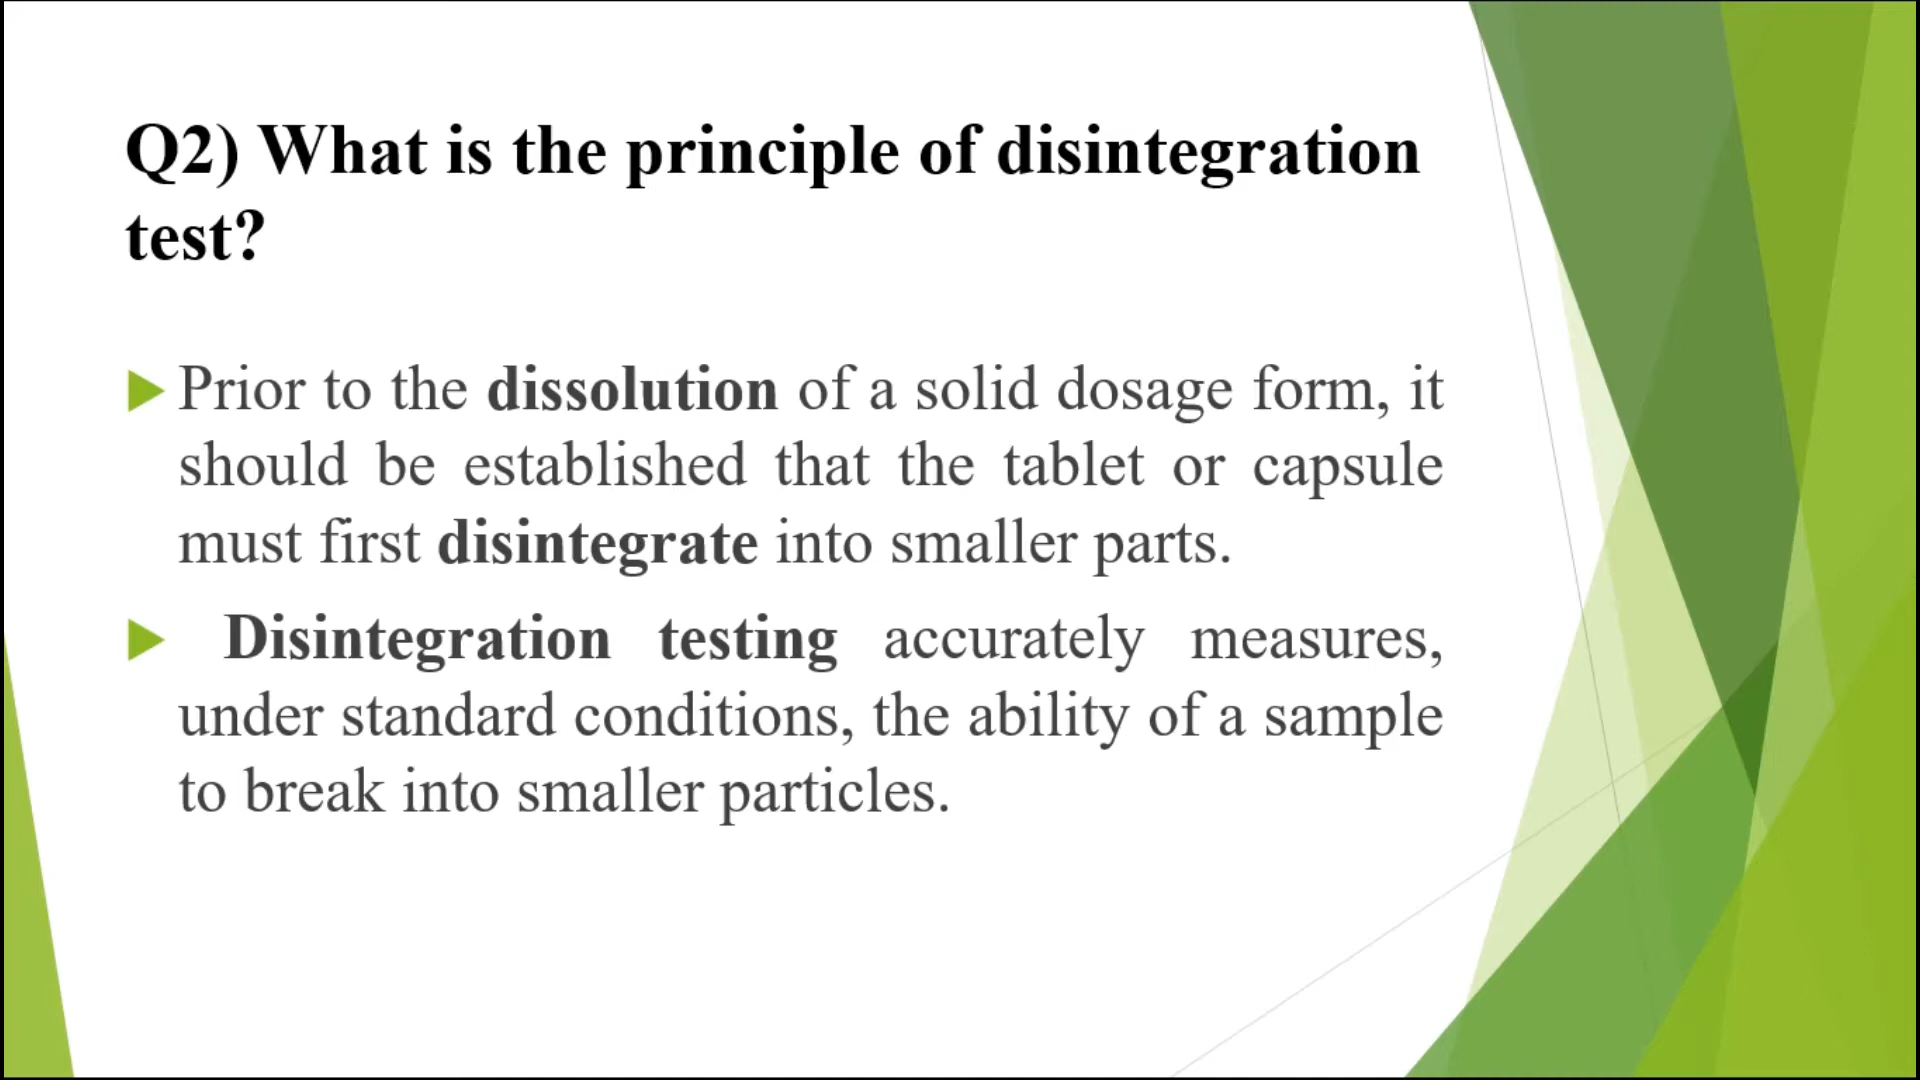 Q2) What is the principle of disintegration
test?
Prior to the dissolution of a solid dosage form, it
should be established that the tablet or capsule
must first disintegrate into smaller parts.
Disintegration testing accurately measures,
under standard conditions, the ability of a sample
to break into smaller particles.